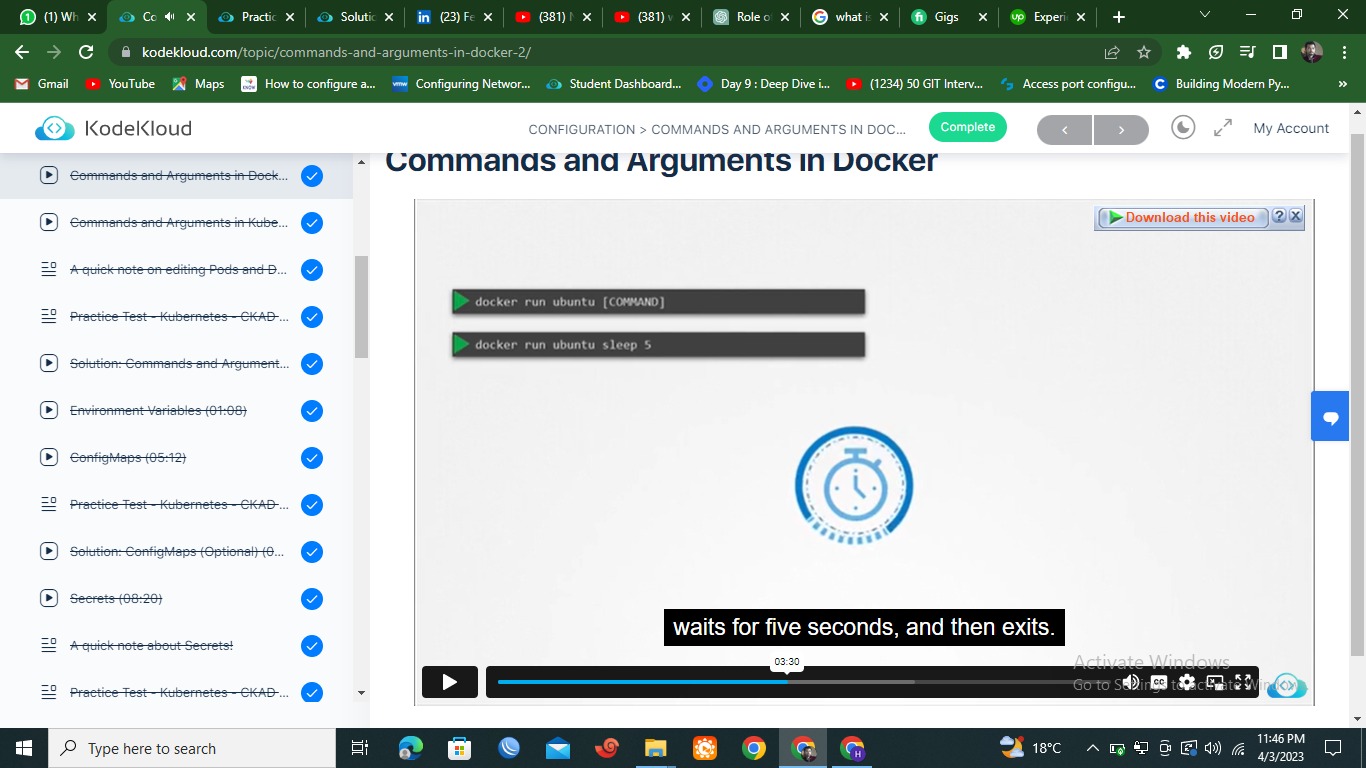 (1) Wh
Co
Practic
Solutic
(23) Fe
(381)
(381)
Role o
what is
Gigs
Experi
kodekloud.com/topic/commands-and-arguments-in-docker-2/
Gmail
YouTube
Maps
How to configure a...
Configuring Networ...
Student Dashboard...
Day 9 : Deep Dive i...
(1234) 50 GIT Interv...
Access port configu...
Building Modern Py...
KodeKloud
CONFIGURATION > COMMANDS AND ARGUMENTS IN DOC...
Complete
My Account
Commands and Arguments in Dock...
Commands and Arguments in Kube...
A quick note on editing Pods and D...
Practice Test - Kubernetes - CKAD ...
Solution: Commands and Argument...
Environment Variables (01:08)
ConfigMaps (05:12)
Practice Test - Kubernetes - CKAD ...
Solution: ConfigMaps (Optional) (0...
Secrets (08:20)
A quick note about Secrets!
Practice Test - Kubernetes - CKAD ...
Commands and Arguments in Docker
Download this video
docker run ubuntu [COMMAND]
docker run ubuntu sleep 5
waits for five seconds, and then exits.
03:30
CC
Activate Windows
Go to Settings to activate Windows.
Type here to search
18°C
11:46 PM
4/3/2023